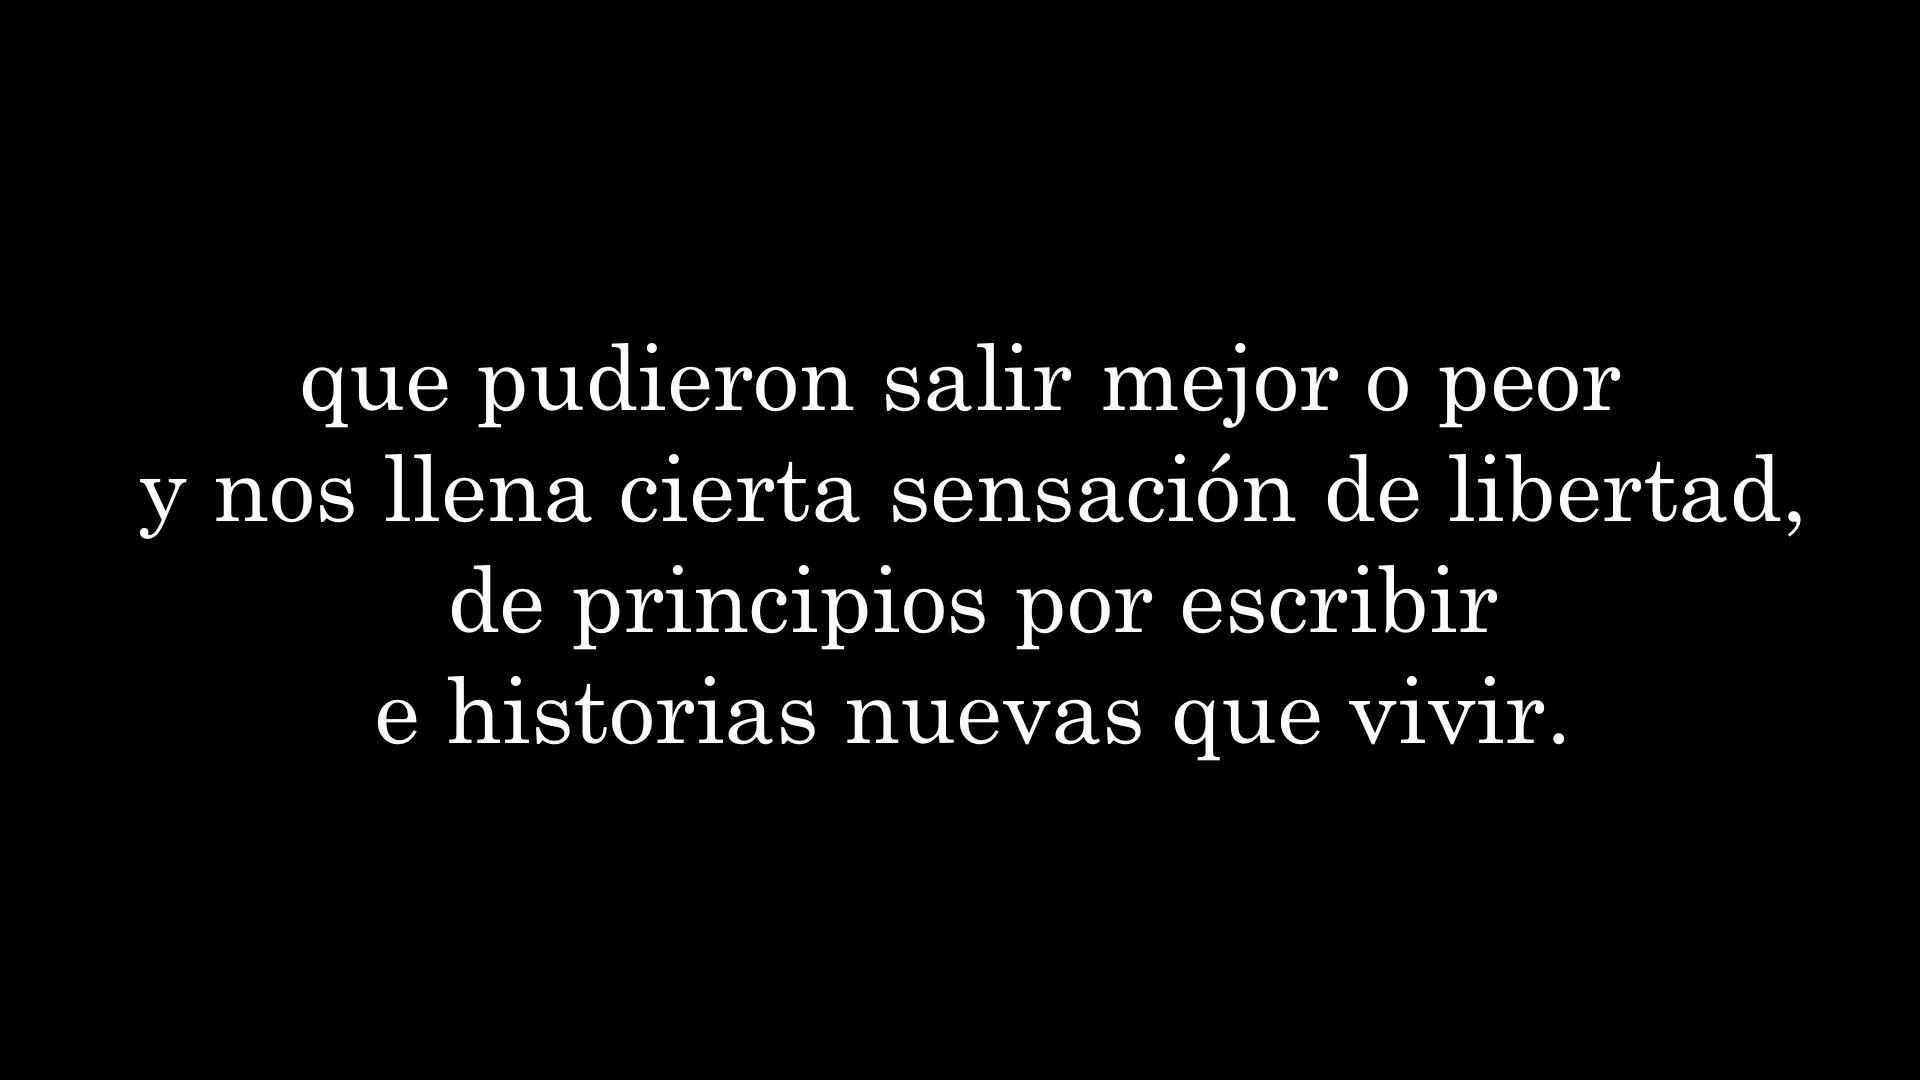 que pudieron salir mejor o peor
y nos llena cierta sensación de libertad,
de principios por escribir
e historias nuevas que vivir.